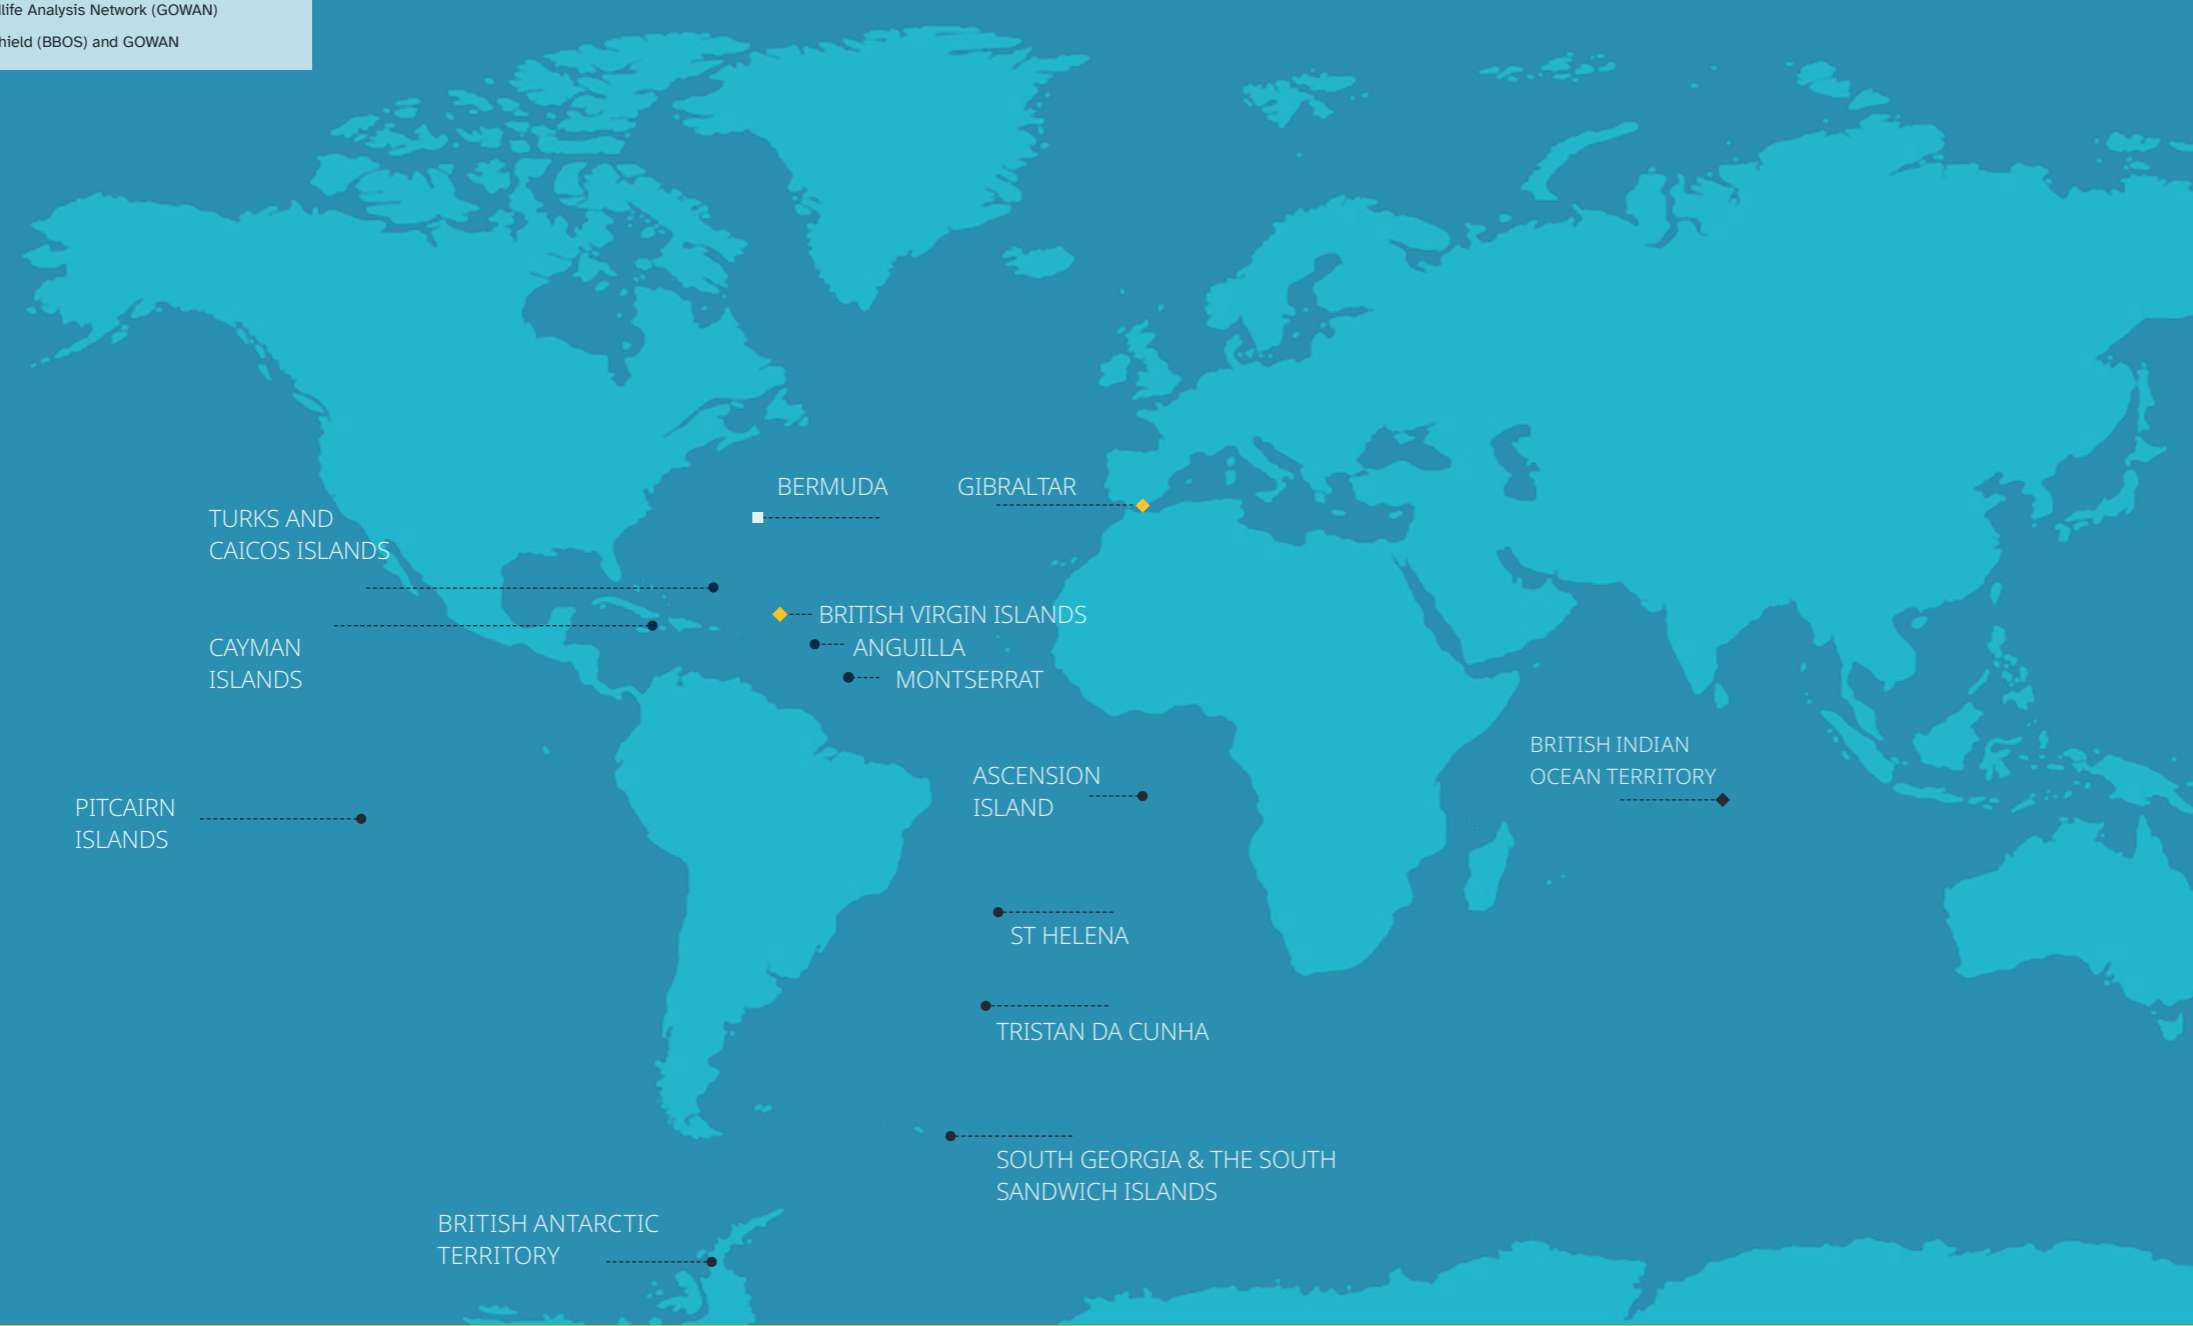 Analysis Network (GOWAN)
(BBOS) and GOWAN
BERMUDA
GIBRALTAR
TURKS AND
CAICOS ISLANDS
BRITISH VIRGIN ISLANDS
CAYMAN
ISLANDS
ANGUILLA
MONTSERRAT
BRITISH INDIAN
OCEAN TERRITORY
ASCENSION
ISLAND
PITCAIRN
ISLANDS
ST HELENA
TRISTAN DA CUNHA
SOUTH GEORGIA & THE SOUTH
SANDWICH ISLANDS
BRITISH ANTARCTIC
TERRITORY